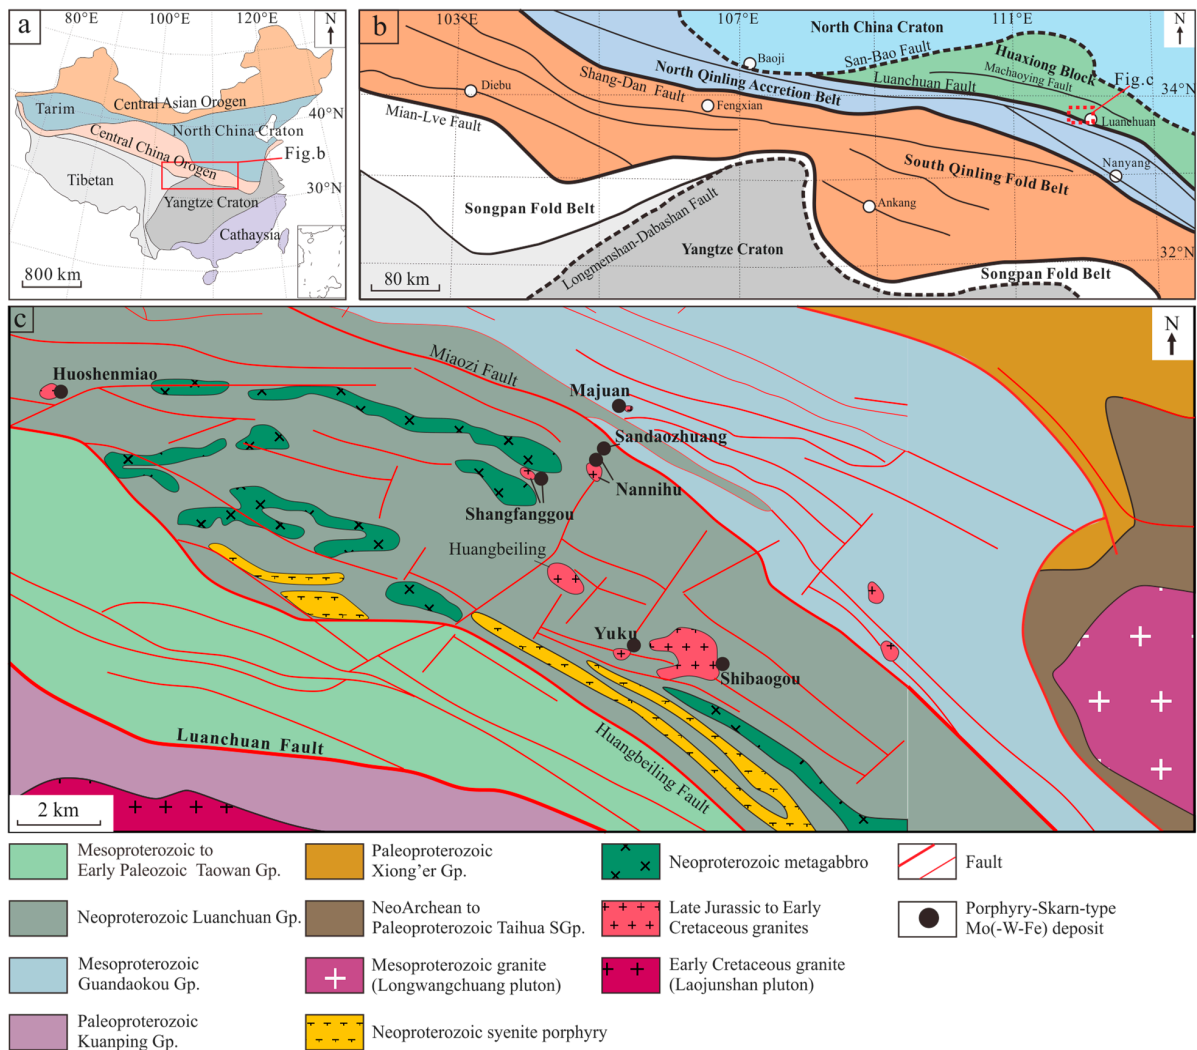 a
80°E
100°E
120°E
N
Central Asian Orogen
Tarim
40°N
North China Craton
Central China Orogen
Fig.b
Tibetan
30°N
Yangtze Craton
Cathaysia
800 km
b
103°E
107°E
111°E
N
North China Craton
San-Bao Fault
Huaxiong Block
Baoji
North Qinling Accretion Belt
Luanchuan Fault
Machaoying Fault
Fig.c
34°N
Diebu
Shang-Dan Fault
Fengxian
Luanchuan
Mian-Lve Fault
South Qinling Fold Belt
Nanyang
Songpan Fold Belt
Ankang
Longmenshan-Dabashan Fault
Yangtze Craton
32°N
Songpan Fold Belt
80 km
c
N
Miaozi Fault
Huoshenmiao
Majuan
Sandaozhuang
Nannihu
Shangfanggou
Huangbeiling
Yuku
Shibaogou
Luanchuan Fault
Huangbeiling Fault
2 km
Mesoproterozoic to
Early Paleozoic Taowan Gp.
Paleoproterozoic
Xiong'er Gp.
Neoproterozoic metagabbro
Fault
Neoproterozoic Luanchuan Gp.
NeoArchean to
Paleoproterozoic Taihua SGp.
Late Jurassic to Early
Cretaceous granites
Porphyry-Skarn-type
Mo(-W-Fe) deposit
Mesoproterozoic
Guandaokou Gp.
Mesoproterozoic granite
(Longwangchuang pluton)
Early Cretaceous granite
(Laojunshan pluton)
Paleoproterozoic
Kuanping Gp.
Neoproterozoic syenite porphyry